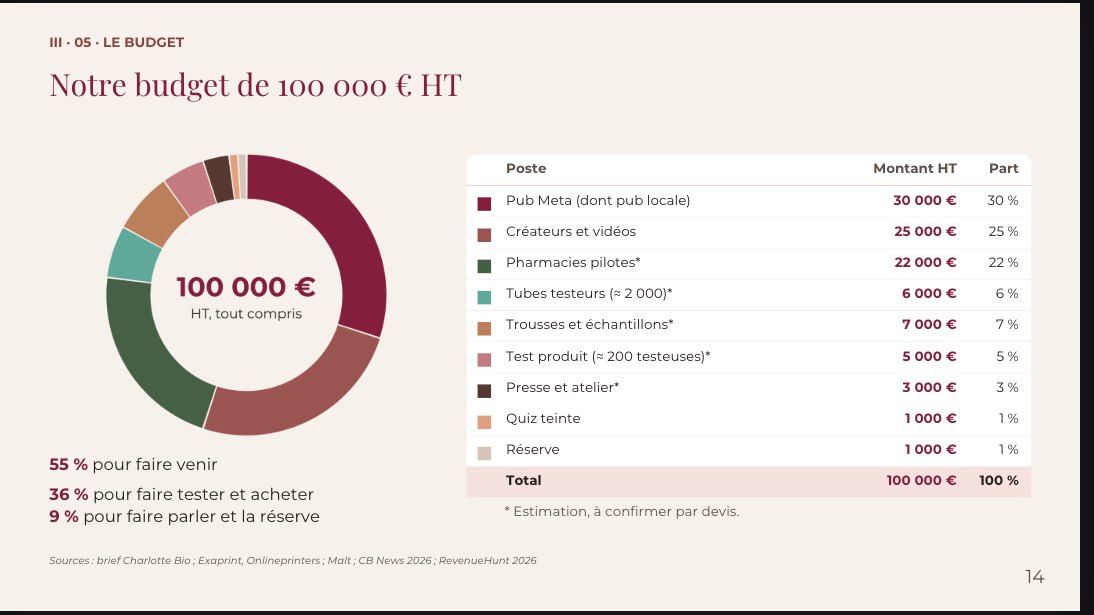 III · 05 · LE BUDGET
Notre budget de 100 000 € HT
100 000 €
HT, tout compris
55 % pour faire venir
36 % pour faire tester et acheter
9 % pour faire parler et la réserve
Poste Montant HT Part
Pub Meta (dont pub locale) 30 000 € 30 %
Créateurs et vidéos 25 000 € 25 %
Pharmacies pilotes* 22 000 € 22 %
Tubes testeurs (≈ 2 000)* 6 000 € 6 %
Trousses et échantillons* 7 000 € 7 %
Test produit (≈ 200 testeuses)* 5 000 € 5 %
Presse et atelier* 3 000 € 3 %
Quiz teinte 1 000 € 1 %
Réserve 1 000 € 1 %
Total 100 000 € 100 %
* Estimation, à confirmer par devis.
Sources : brief Charlotte Bio ; Exaprint, Onlineprinters ; Malt ; CB News 2026 ; RevenueHunt 2026
14